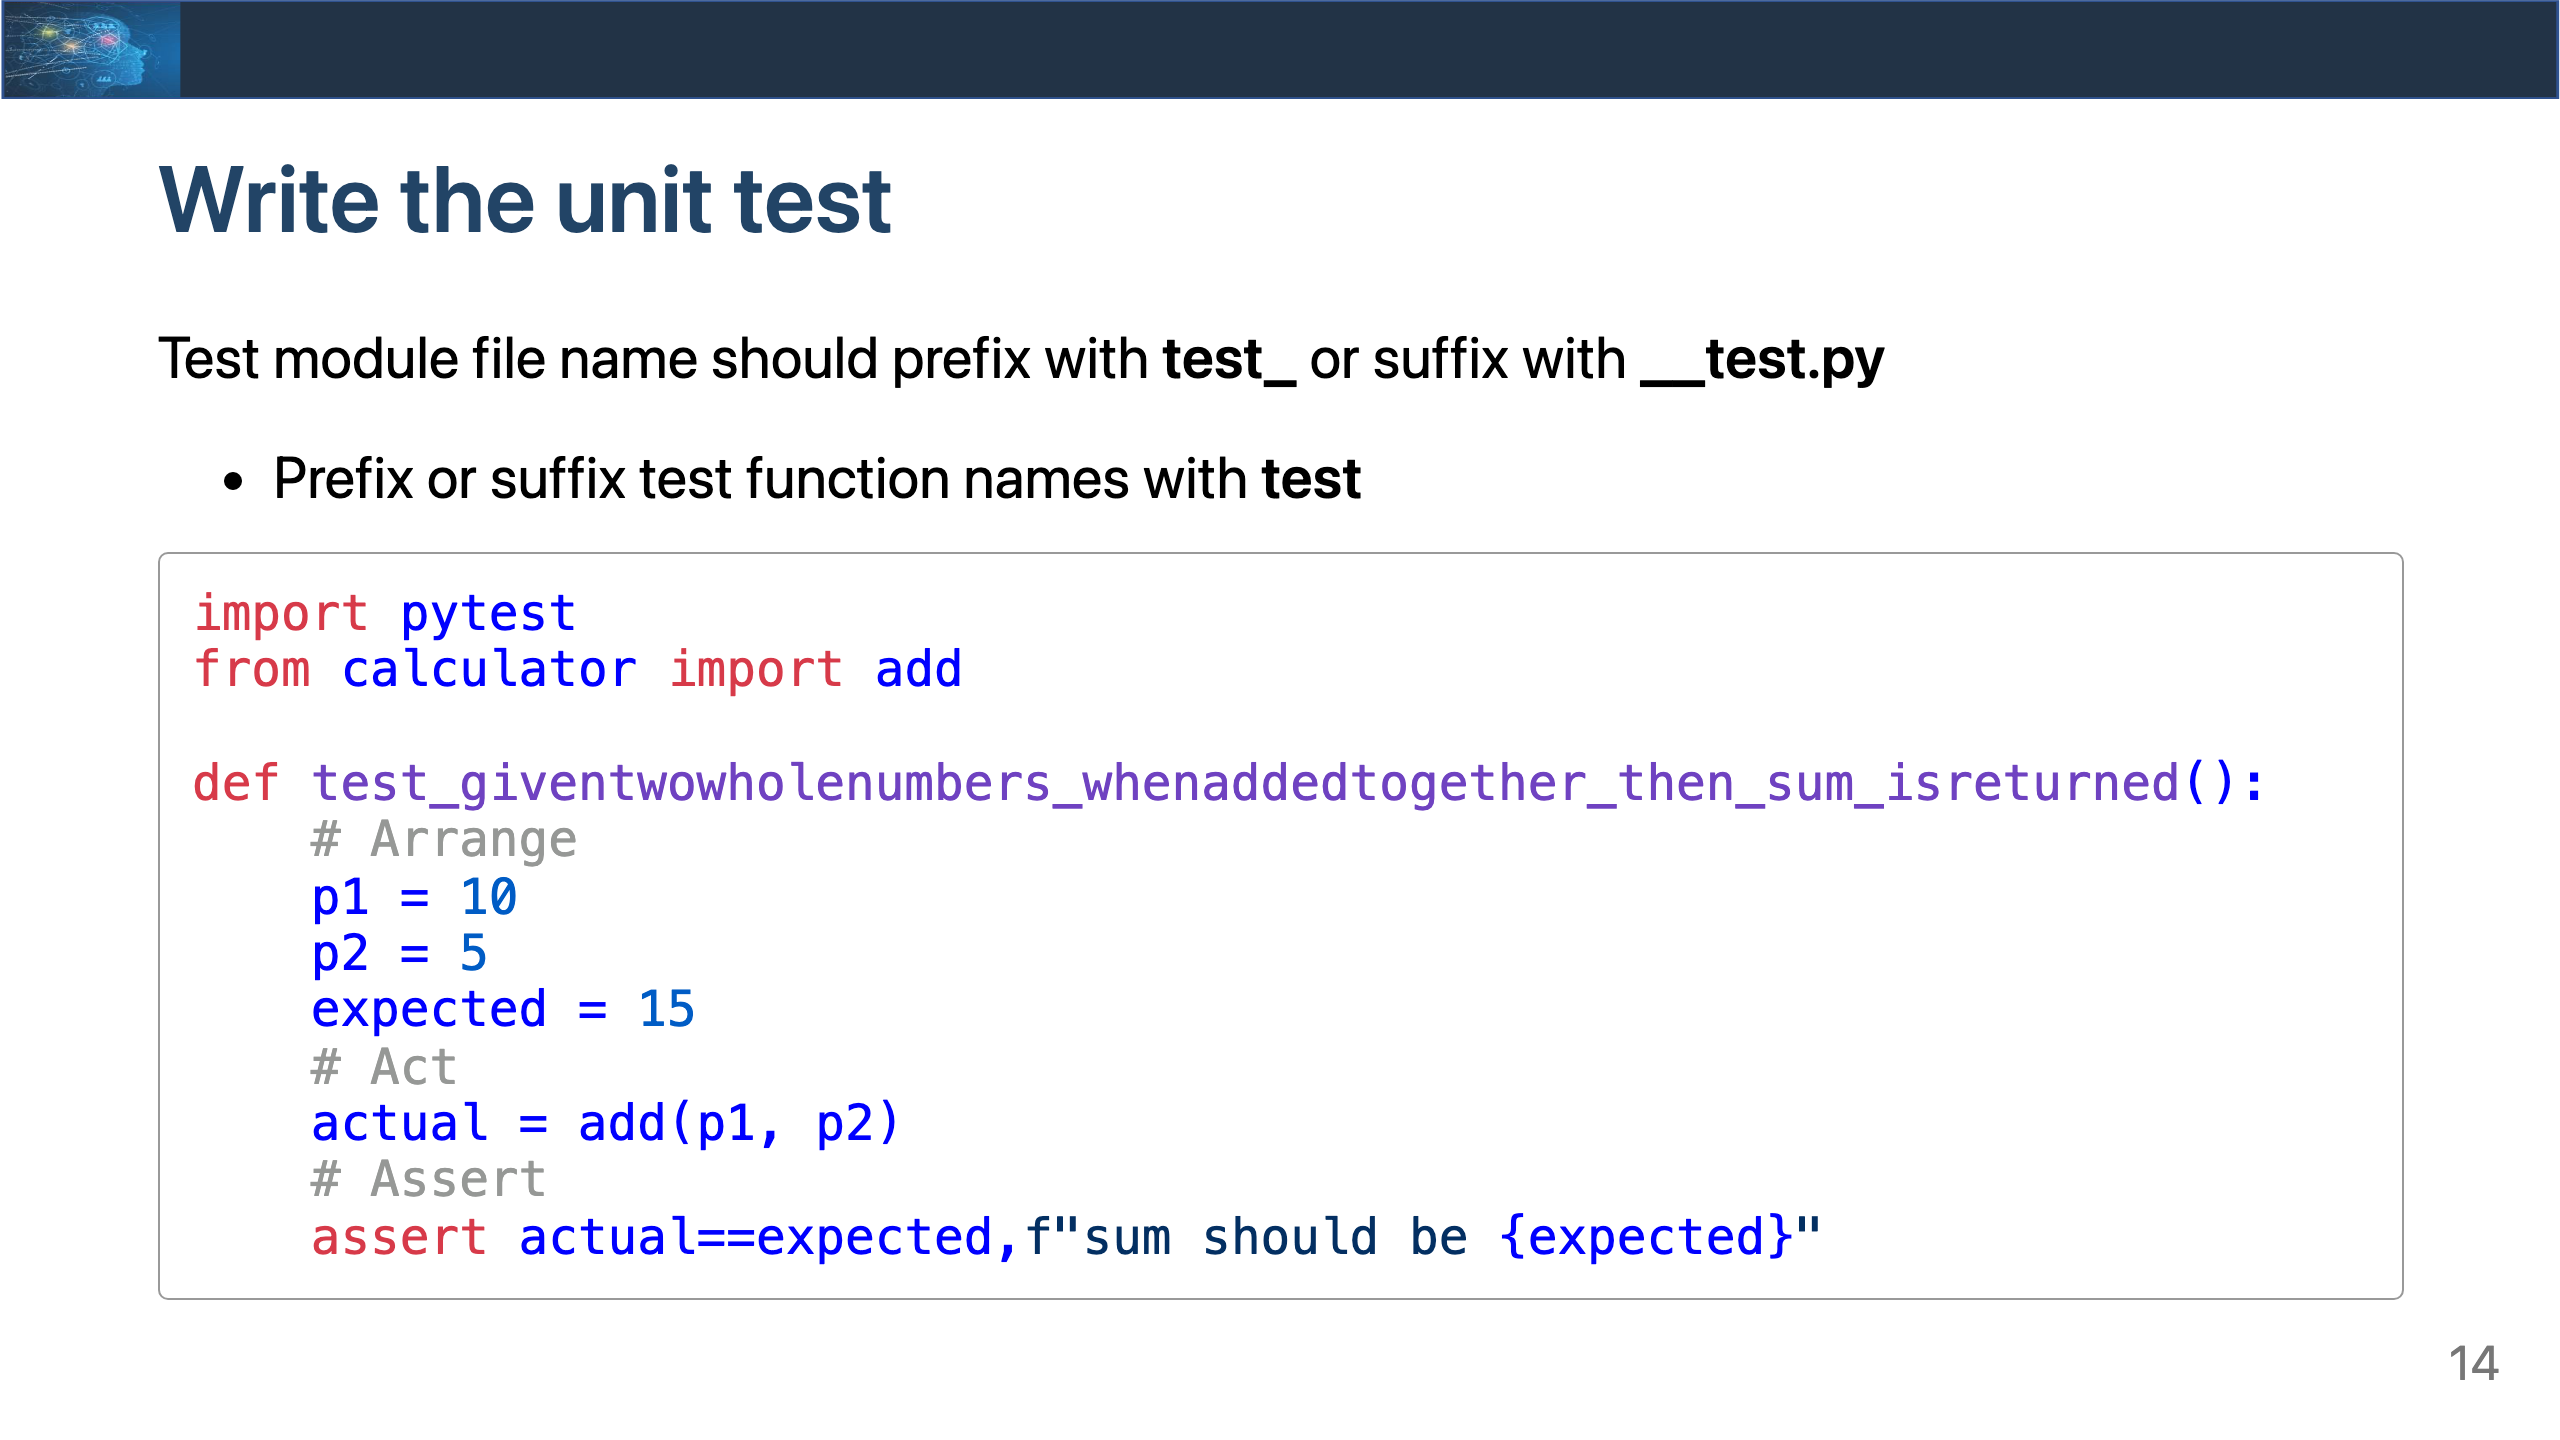 Write the unit test
Test module file name should prefix with test_ or suffix with __test.py
• Prefix or suffix test function names with test
import pytest
from calculator import add

def test_giventwowholenumbers_whenaddedtogether_then_sum_isreturned():
    # Arrange
    p1 = 10
    p2 = 5
    expected = 15
    # Act
    actual = add(p1, p2)
    # Assert
    assert actual==expected,f"sum should be {expected}"
14